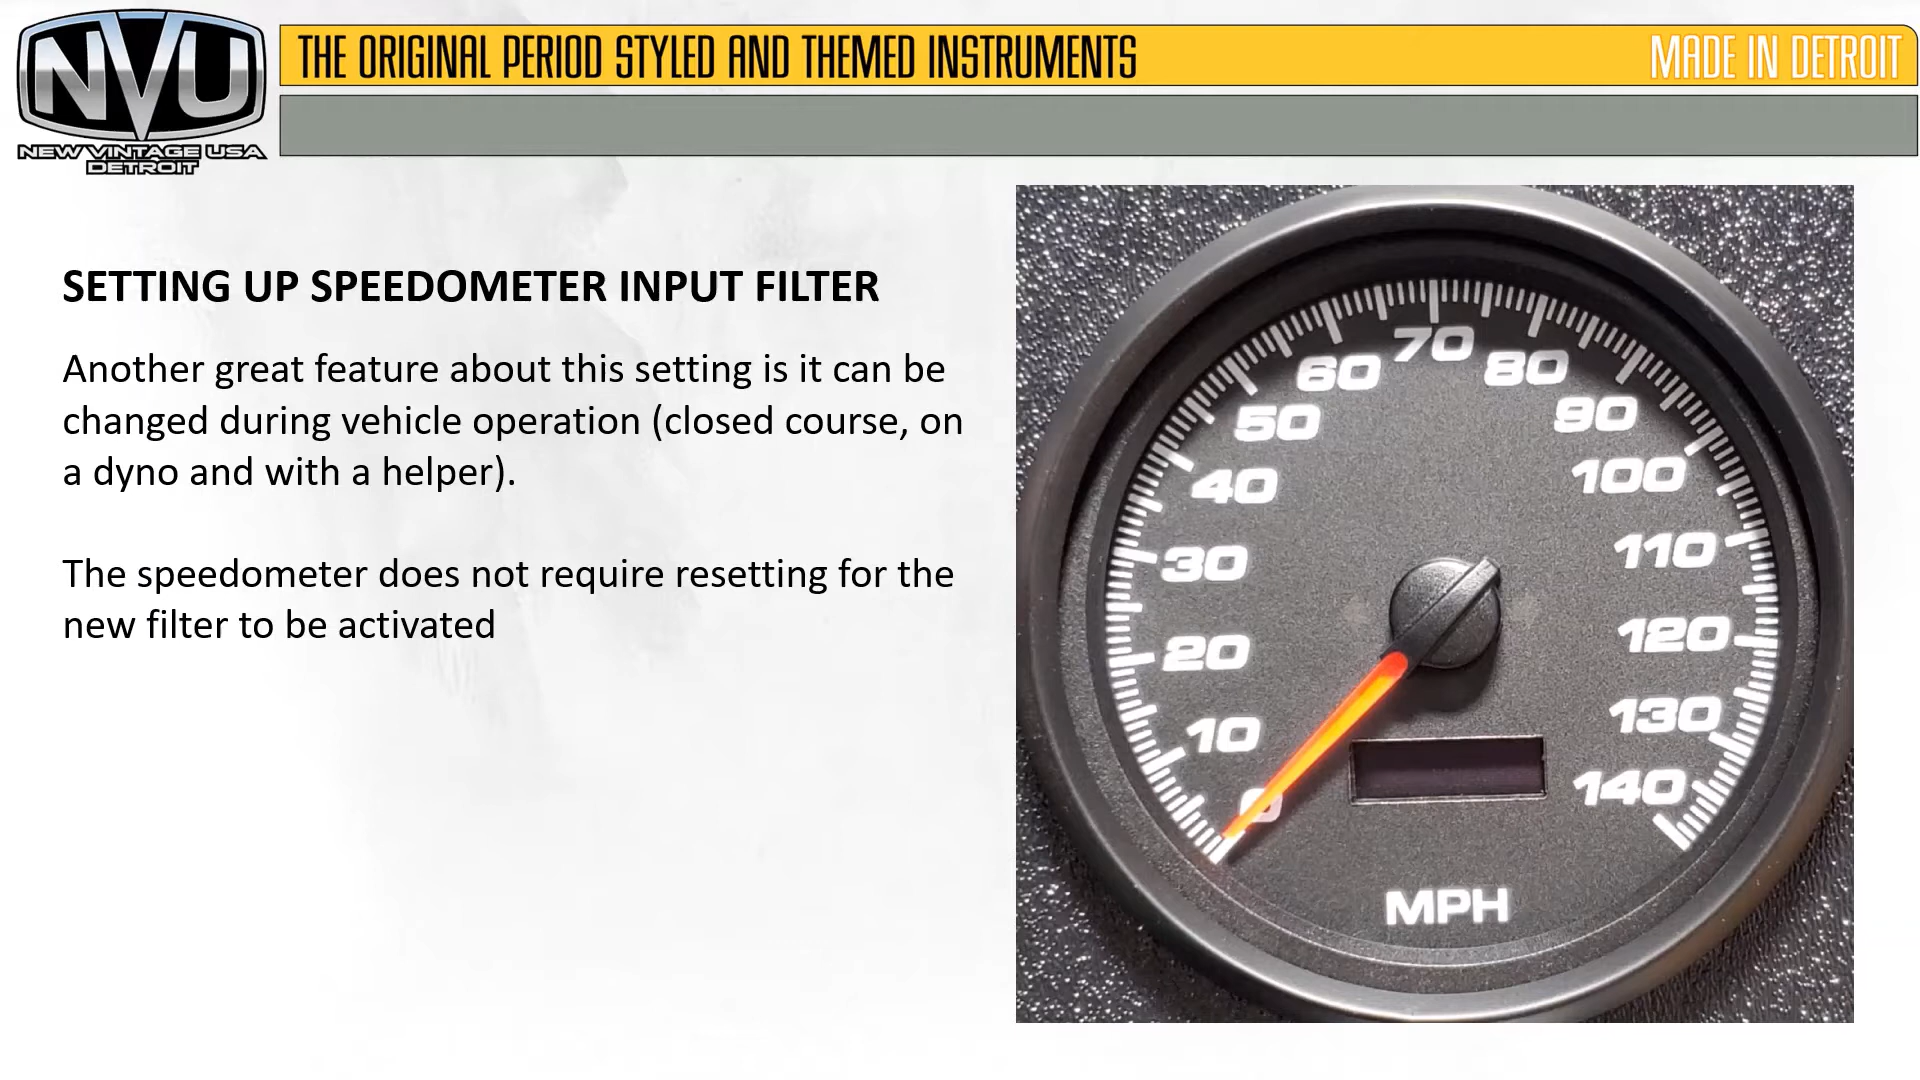 NVU
NEW VINTAGE USA
DETROIT
THE ORIGINAL PERIOD STYLED AND THEMED INSTRUMENTS
MADE IN DETROIT
SETTING UP SPEEDOMETER INPUT FILTER
Another great feature about this setting is it can be
changed during vehicle operation (closed course, on
a dyno and with a helper).
The speedometer does not require resetting for the
new filter to be activated
0
10
20
30
40
50
60
70
80
90
100
110
120
130
140
MPH